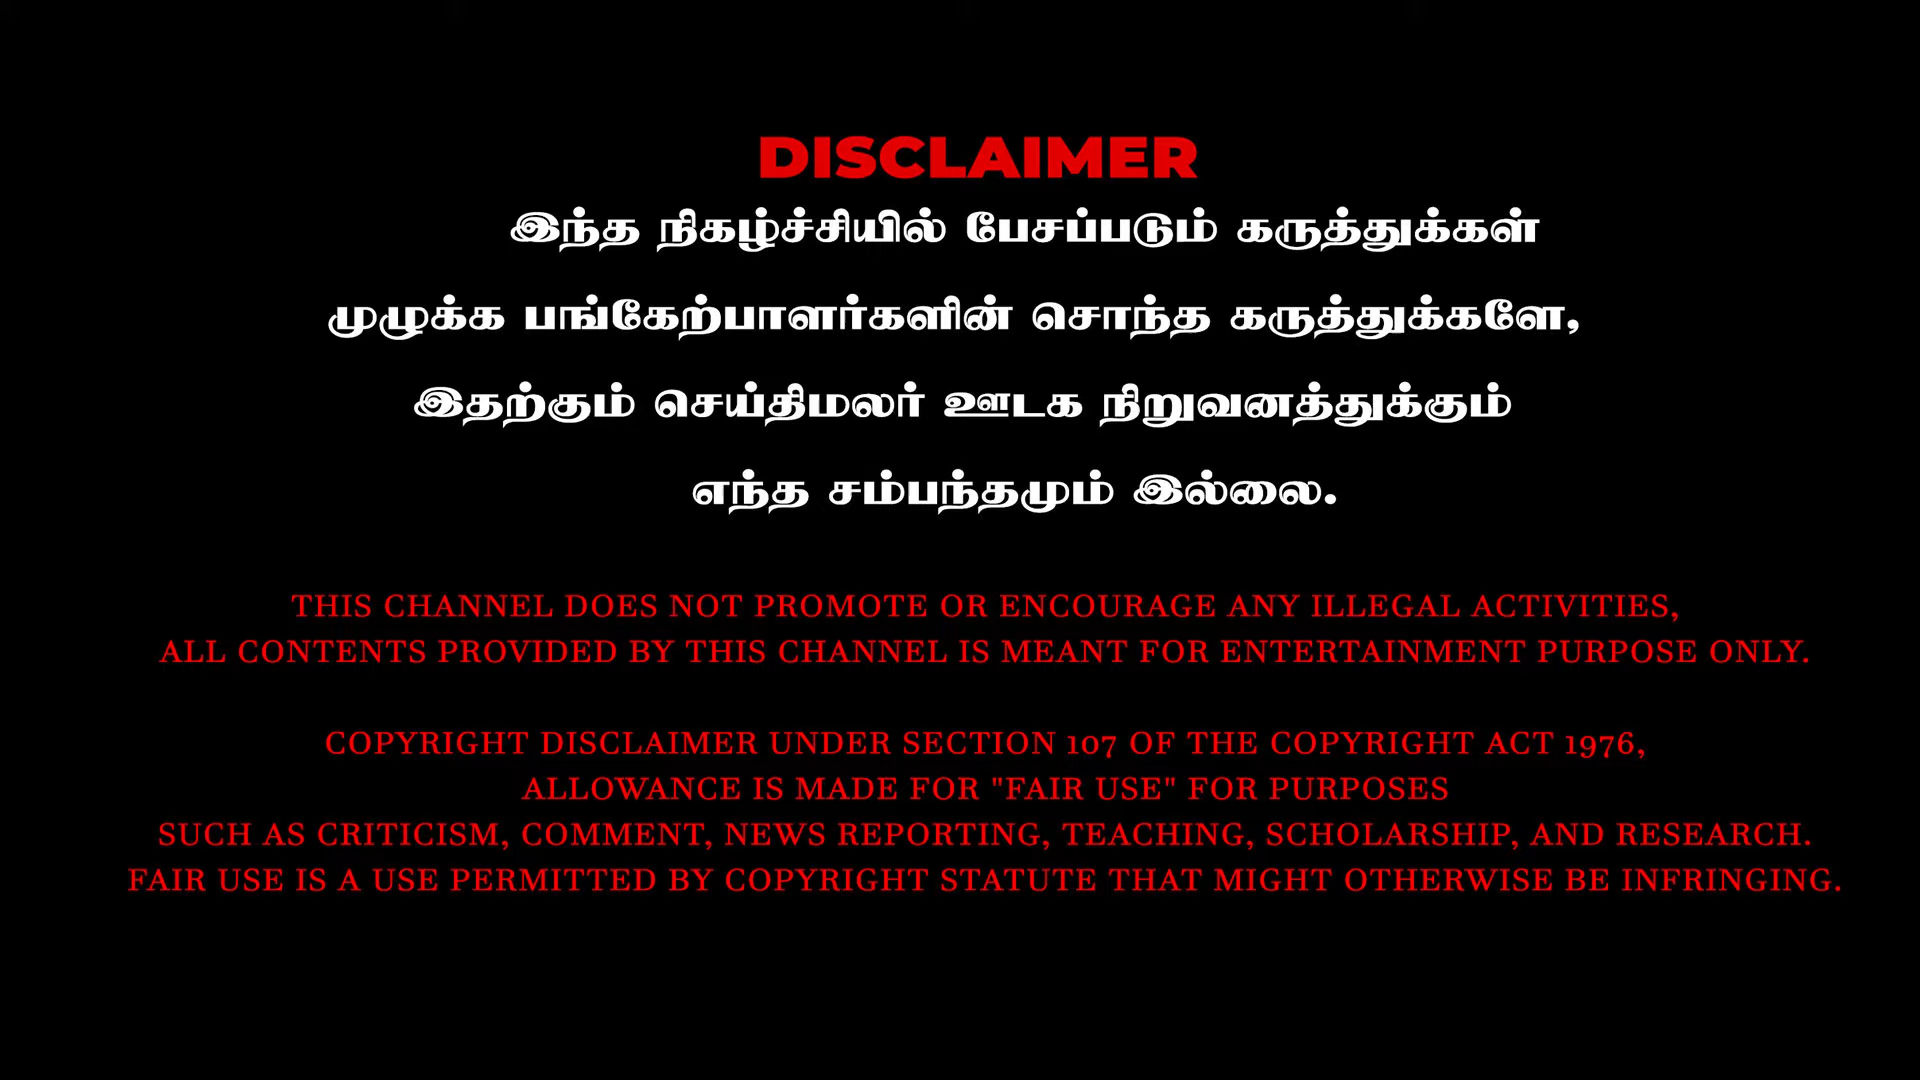 DISCLAIMER
இந்த நிகழ்ச்சியில் பேசப்படும் கருத்துக்கள்
முழுக்க பங்கேற்பாளர்களின் சொந்த கருத்துக்களே,
இதற்கும் செய்திமலர் ஊடக நிறுவனத்துக்கும்
எந்த சம்பந்தமும் இல்லை.
THIS CHANNEL DOES NOT PROMOTE OR ENCOURAGE ANY ILLEGAL ACTIVITIES,
ALL CONTENTS PROVIDED BY THIS CHANNEL IS MEANT FOR ENTERTAINMENT PURPOSE ONLY.
COPYRIGHT DISCLAIMER UNDER SECTION 107 OF THE COPYRIGHT ACT 1976,
ALLOWANCE IS MADE FOR "FAIR USE" FOR PURPOSES
SUCH AS CRITICISM, COMMENT, NEWS REPORTING, TEACHING, SCHOLARSHIP, AND RESEARCH.
FAIR USE IS A USE PERMITTED BY COPYRIGHT STATUTE THAT MIGHT OTHERWISE BE INFRINGING.